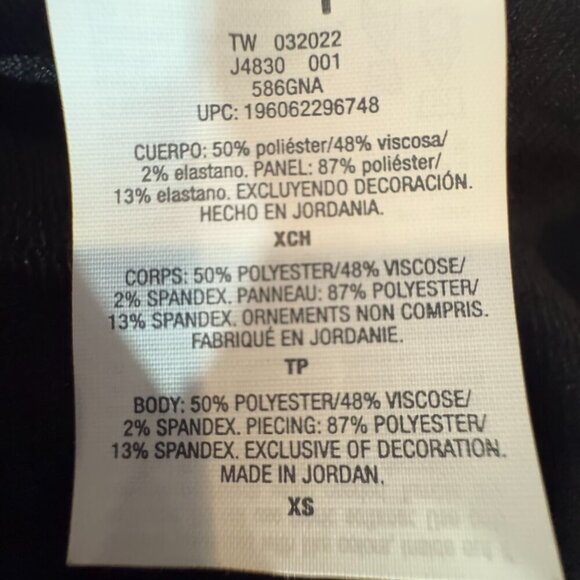 TW 032022
J4830 001
586GNA
UPC: 196062296748
CUERPO: 50% poliéster/48% viscosa/
2% elastano. PANEL: 87% poliéster/
13% elastano. EXCLUYENDO DECORACIÓN.
HECHO EN JORDANIA.
XCH
CORPS: 50% POLYESTER/48% VISCOSE/
2% SPANDEX. PANNEAU: 87% POLYESTER/
13% SPANDEX. ORNEMENTS NON COMPRIS.
FABRIQUÉ EN JORDANIE.
TP
BODY: 50% POLYESTER/48% VISCOSE/
2% SPANDEX. PIECING: 87% POLYESTER/
13% SPANDEX. EXCLUSIVE OF DECORATION.
MADE IN JORDAN.
XS